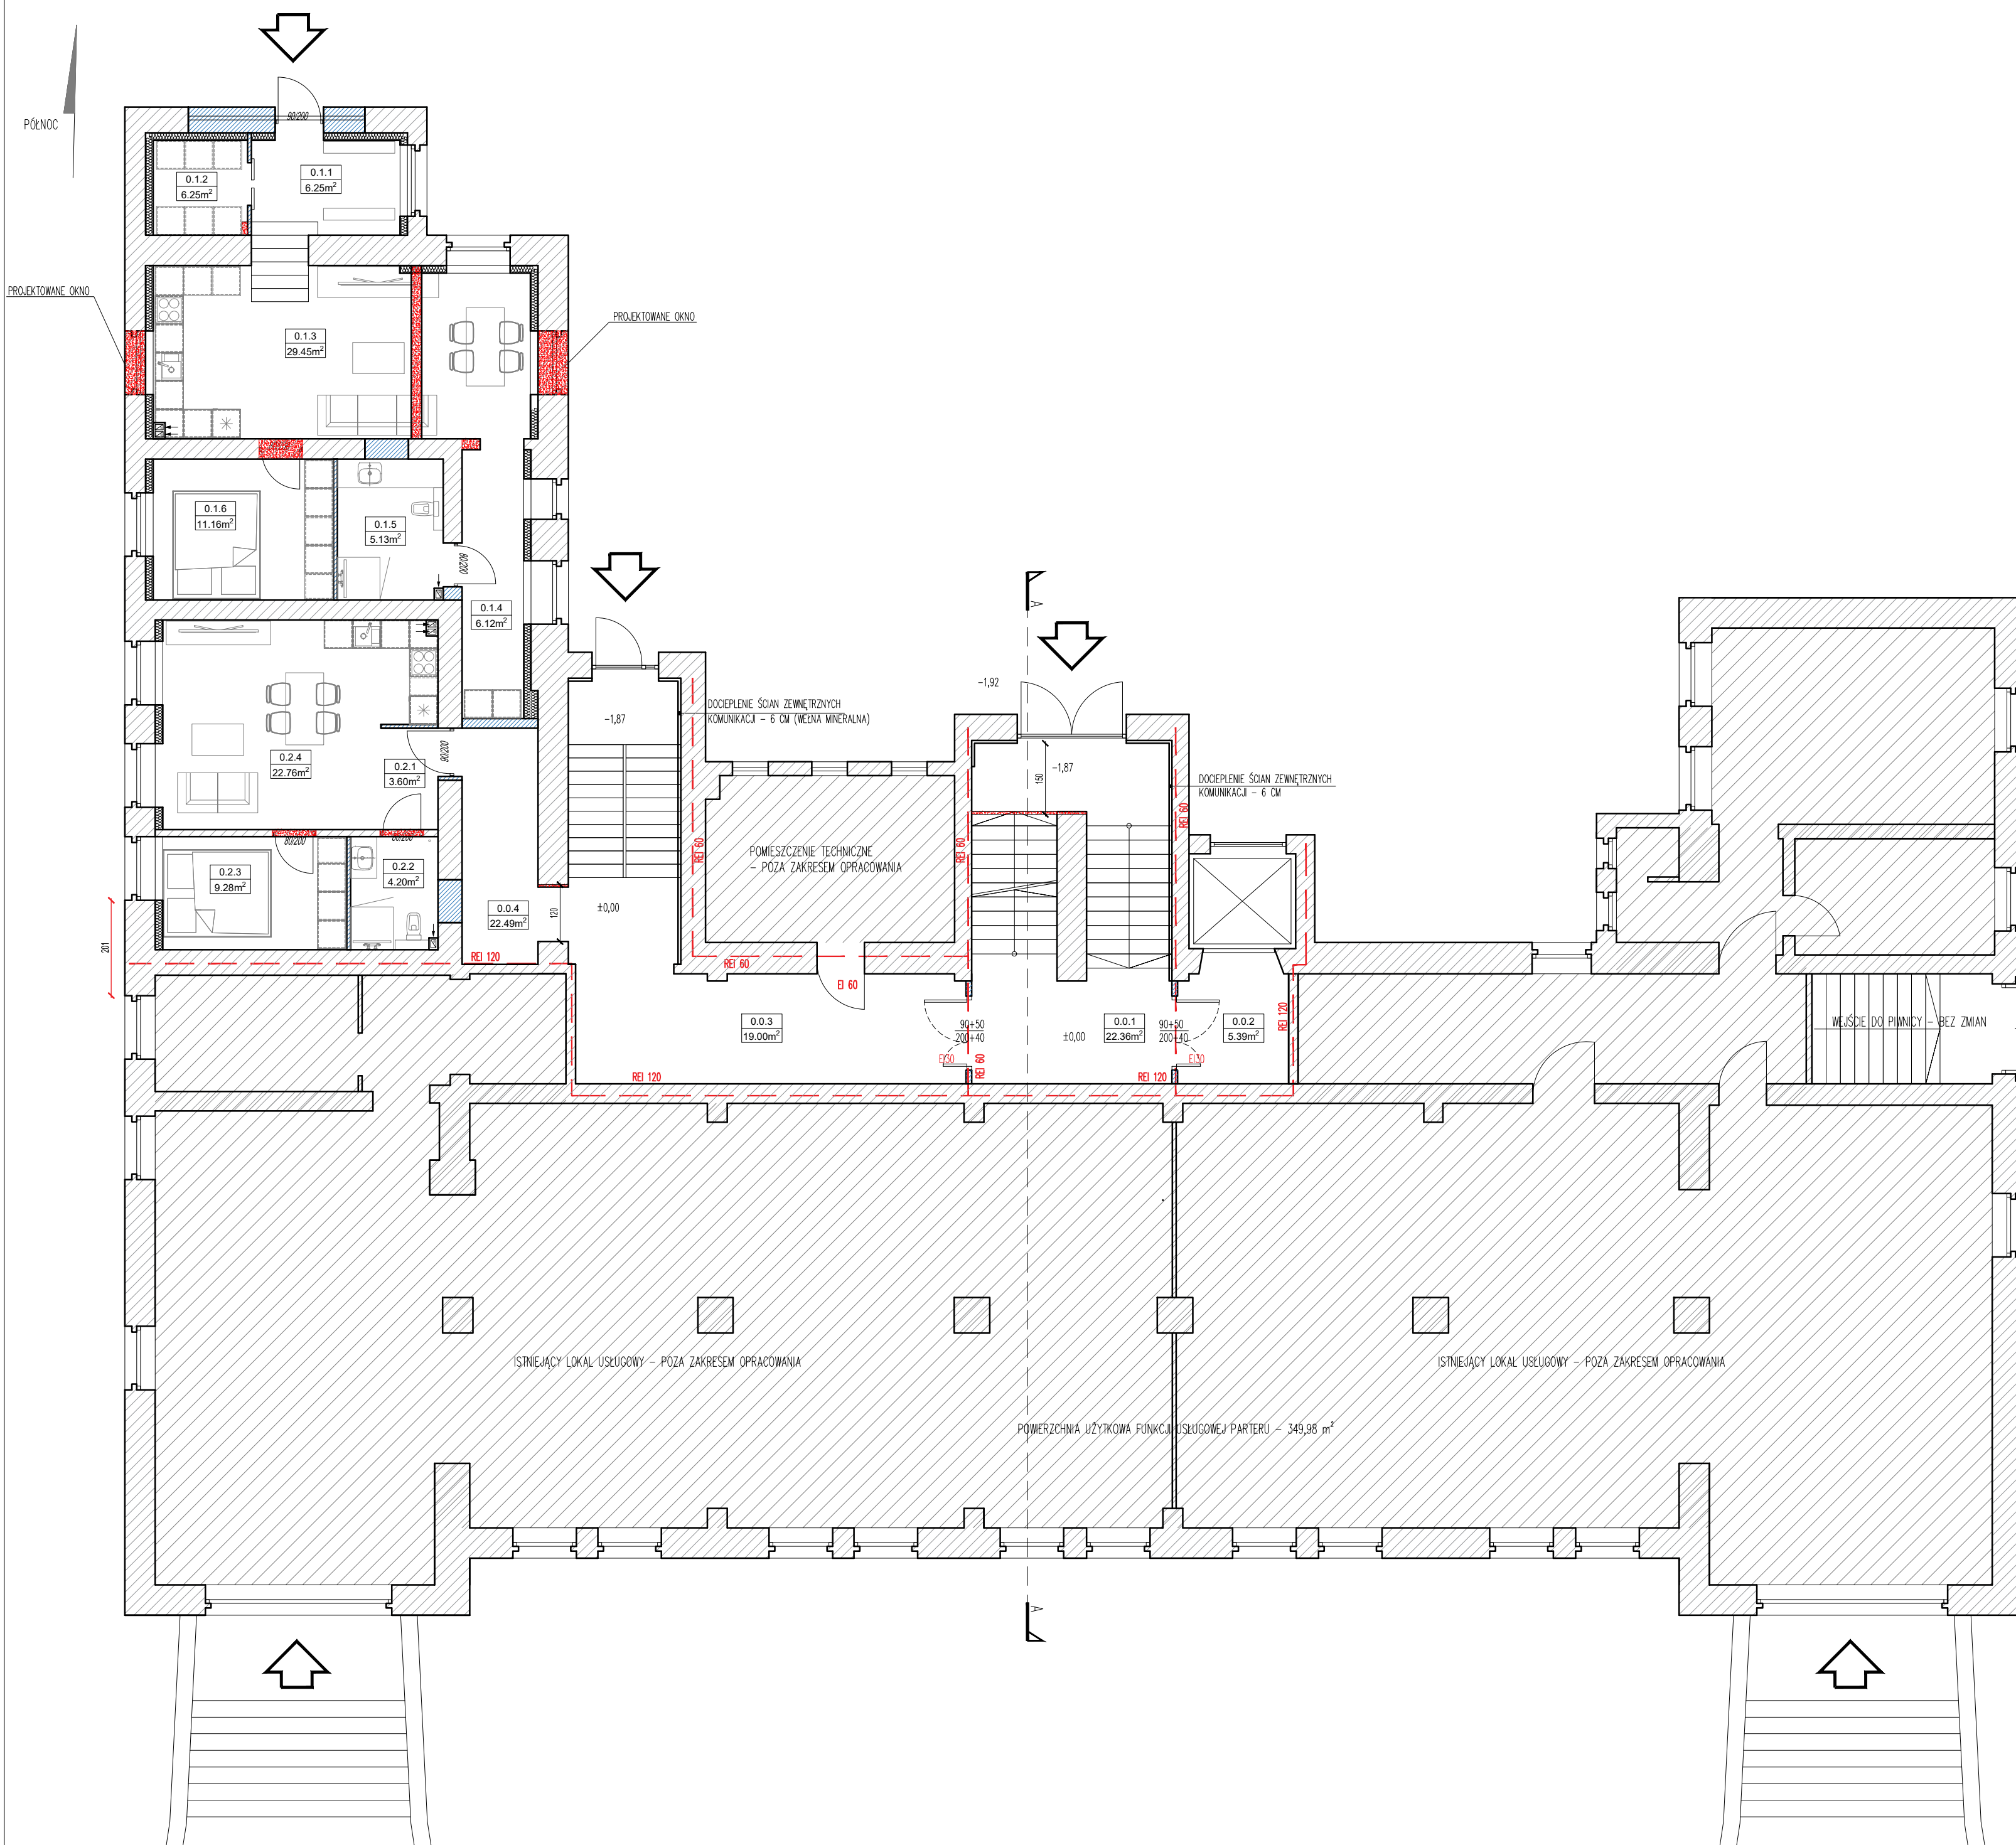 PÓŁNOC
90/200
0.1.2
6.25m²
0.1.1
6.25m²
PROJEKTOWANE OKNO
PROJEKTOWANE OKNO
0.1.3
29.45m²
0.1.6
11.16m²
0.1.5
5.13m²
80/200
0.1.4
6.12m²
A
-1,92
DOCIEPLENIE ŚCIAN ZEWNĘTRZNYCH
KOMUNIKACJI – 6 CM (WEŁNA MINERALNA)
-1,87
0.2.4
22.76m²
0.2.1
3.60m²
90/200
-1,87
150
DOCIEPLENIE ŚCIAN ZEWNĘTRZNYCH
KOMUNIKACJI – 6 CM
REI 60
REI 60
REI 60
80/200
80/200
POMIESZCZENIE TECHNICZNE
– POZA ZAKRESEM OPRACOWANIA
0.2.3
9.28m²
0.2.2
4.20m²
0.0.4
22.49m²
120
±0,00
201
REI 120
REI 60
EI 60
0.0.3
19.00m²
90+50
200+40
EI30
REI 60
±0,00
0.0.1
22.36m²
90+50
200+40
EI30
0.0.2
5.39m²
REI 120
WEJŚCIE DO PIWNICY – BEZ ZMIAN
REI 120
REI 120
ISTNIEJĄCY LOKAL USŁUGOWY – POZA ZAKRESEM OPRACOWANIA
ISTNIEJĄCY LOKAL USŁUGOWY – POZA ZAKRESEM OPRACOWANIA
POWIERZCHNIA UŻYTKOWA FUNKCJI USŁUGOWEJ PARTERU – 349,98 m²
A